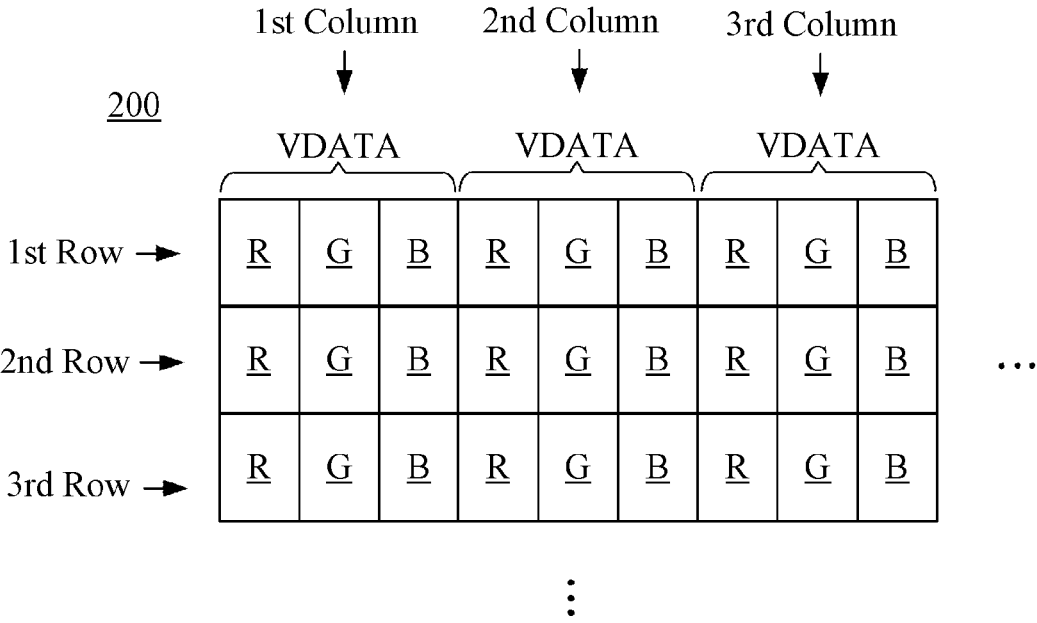 1st Column 2nd Column 3rd Column
200
VDATA VDATA VDATA
1st Row R G B R G B R G B
2nd Row R G B R G B R G B ...
3rd Row R G B R G B R G B
⋮